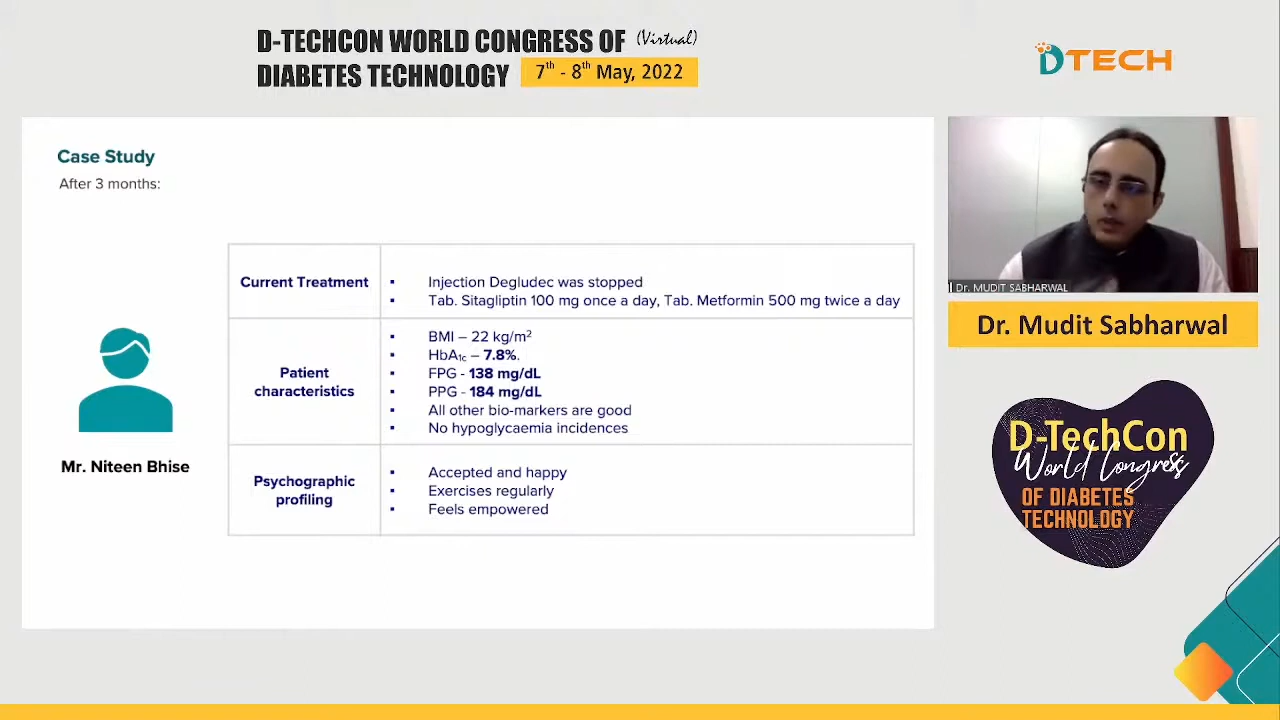 D-TECHCON WORLD CONGRESS OF (Virtual)
DIABETES TECHNOLOGY 7th - 8th May, 2022
DTECH
Case Study
After 3 months:
Current Treatment
▪ Injection Degludec was stopped
▪ Tab. Sitagliptin 100 mg once a day, Tab. Metformin 500 mg twice a day
Patient
characteristics
▪ BMI – 22 kg/m²
▪ HbA1c – 7.8%.
▪ FPG - 138 mg/dL
▪ PPG - 184 mg/dL
▪ All other bio-markers are good
▪ No hypoglycaemia incidences
Psychographic
profiling
▪ Accepted and happy
▪ Exercises regularly
▪ Feels empowered
Mr. Niteen Bhise
Dr. MUDIT SABHARWAL
Dr. Mudit Sabharwal
D-TechCon
World Congress
OF DIABETES
TECHNOLOGY